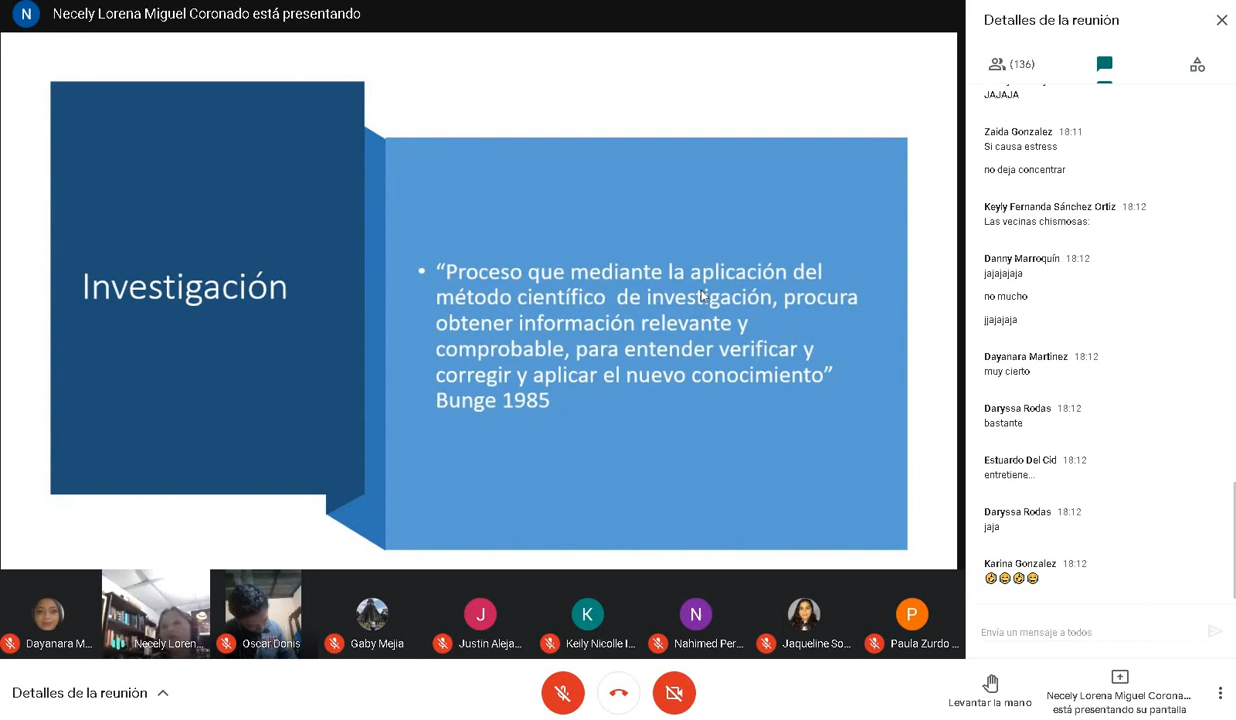 N Necely Lorena Miguel Coronado está presentando
Investigación
• “Proceso que mediante la aplicación del
método científico de investigación, procura
obtener información relevante y
comprobable, para entender verificar y
corregir y aplicar el nuevo conocimiento”
Bunge 1985
Dayanara M...
Necely Loren...
Oscar Donis
Gaby Mejia
J
Justin Aleja...
K
Keily Nicolle I...
N
Nahimed Per...
Jaqueline So...
P
Paula Zurdo ...
Detalles de la reunión
(136)
JAJAJA
Zaida Gonzalez 18:11
Si causa estress
no deja concentrar
Keyly Fernanda Sánchez Ortiz 18:12
Las vecinas chismosas:
Danny Marroquín 18:12
jajajajaja
no mucho
jjajajaja
Dayanara Martinez 18:12
muy cierto
Daryssa Rodas 18:12
bastante
Estuardo Del Cid 18:12
entretiene...
Daryssa Rodas 18:12
jaja
Karina Gonzalez 18:12
🤣😂🤣😂
Envía un mensaje a todos
Detalles de la reunión
Levantar la mano
Necely Lorena Miguel Corona...
está presentando su pantalla